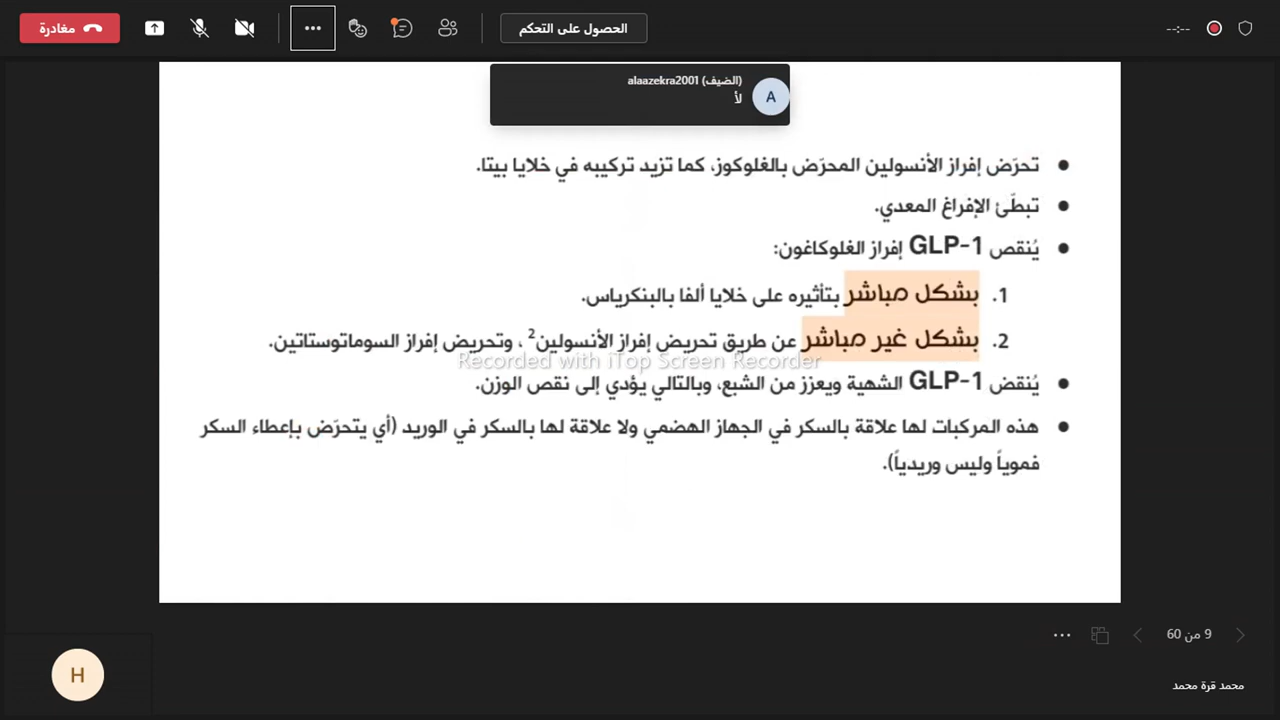 مغادرة
الحصول على التحكم
--:--
alaazekra2001 (الضيف)
لأ
A
• تحرّض إفراز الأنسولين المحرّض بالغلوكوز، كما تزيد تركيبه في خلايا بيتا.
• تبطّئ الإفراغ المعدي.
• يُنقص GLP-1 إفراز الغلوكاغون:
1. بشكل مباشر بتأثيره على خلايا ألفا بالبنكرياس.
2. بشكل غير مباشر عن طريق تحريض إفراز الأنسولين²، وتحريض إفراز السوماتوستاتين.
Recorded with iTop Screen Recorder
• يُنقض GLP-1 الشهية ويعزز من الشبع، وبالتالي يؤدي إلى نقص الوزن.
• هذه المركبات لها علاقة بالسكر في الجهاز الهضمي ولا علاقة لها بالسكر في الوريد (أي يتحرّض بإعطاء السكر
فموياً وليس وريدياً).
9 من 60
H
محمد قرة محمد